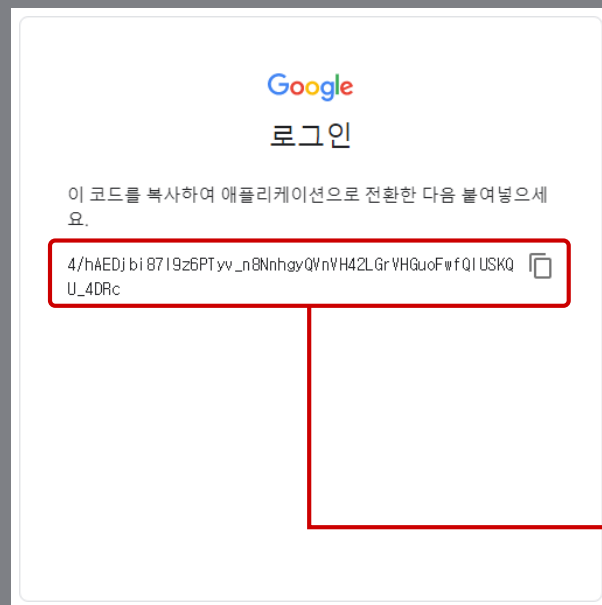 Google
로그인
이 코드를 복사하여 애플리케이션으로 전환한 다음 붙여넣으세
요.
4/hAEDjbi87l9z6PTyv_n8NnhgyQVnVH42LGrVHGuoFwfQlUSKQ
U_4DRc